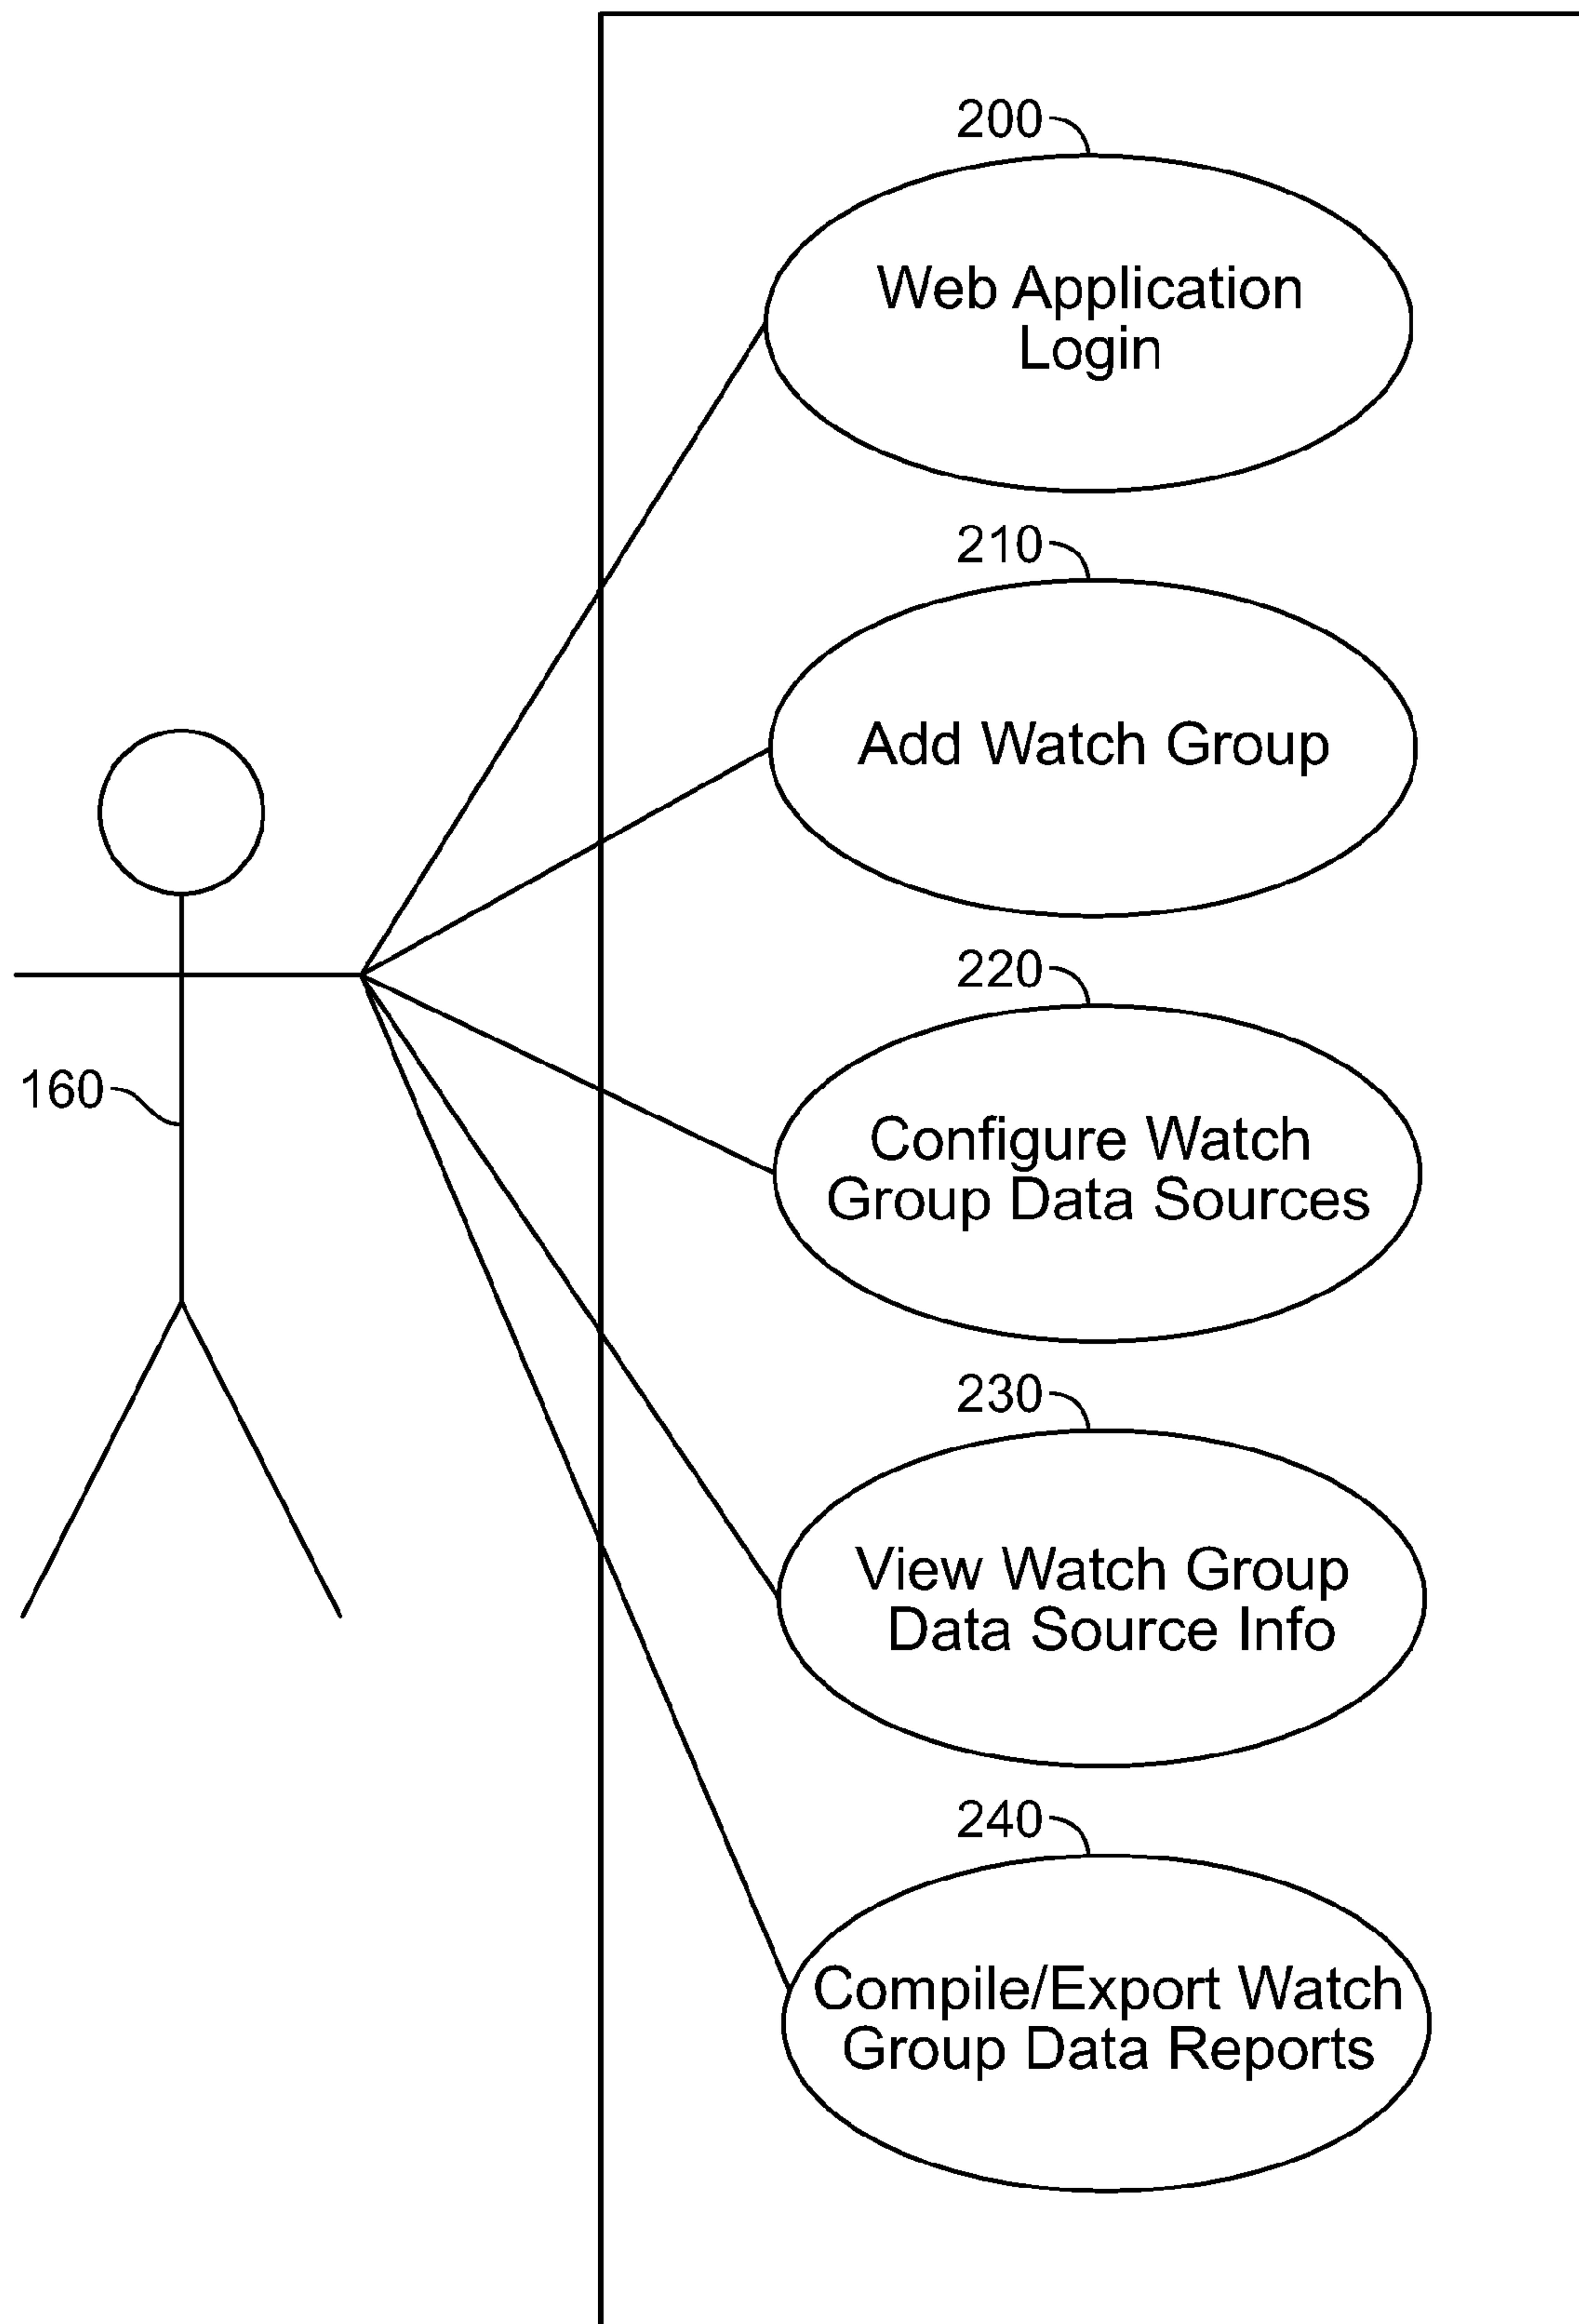 200
Web Application
Login
210
Add Watch Group
220
160
Configure Watch
Group Data Sources
230
View Watch Group
Data Source Info
240
Compile/Export Watch
Group Data Reports